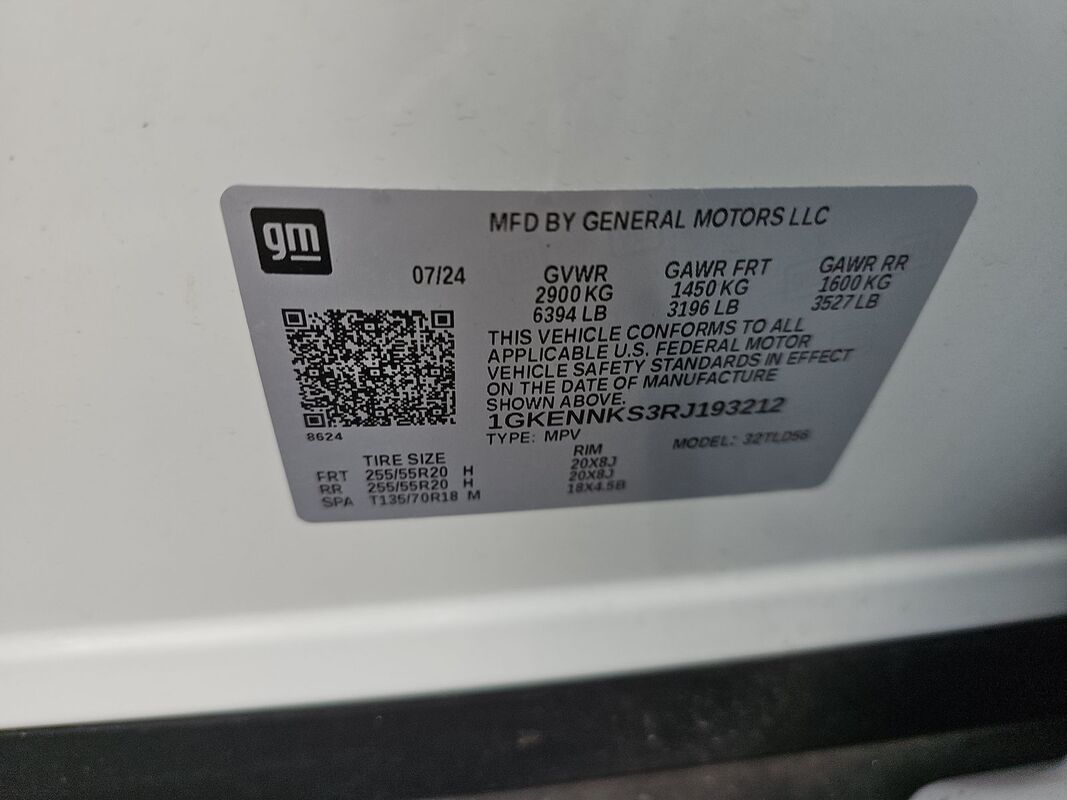 gm
MFD BY GENERAL MOTORS LLC
07/24
GVWR GAWR FRT GAWR RR
2900 KG 1450 KG 1600 KG
6394 LB 3196 LB 3527 LB
THIS VEHICLE CONFORMS TO ALL
APPLICABLE U.S. FEDERAL MOTOR
VEHICLE SAFETY STANDARDS IN EFFECT
ON THE DATE OF MANUFACTURE
SHOWN ABOVE.
1GKENNKS3RJ193212
8624
TYPE: MPV MODEL: 32TLD56
TIRE SIZE RIM
FRT 255/55R20 H 20X8J
RR 255/55R20 H 20X8J
SPA T135/70R18 M 18X4.5B